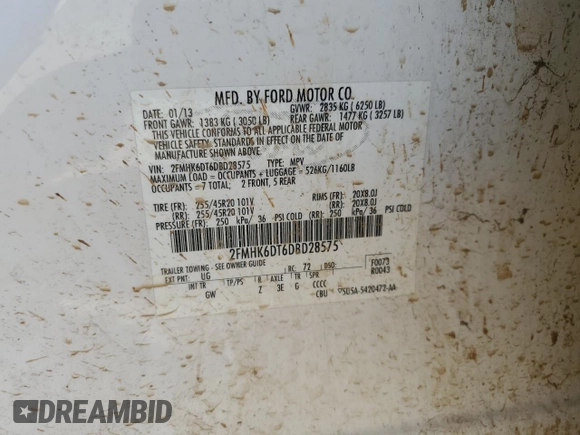 MFD. BY FORD MOTOR CO.
DATE: 01/13 GVWR: 2835 KG ( 6250 LB)
FRONT GAWR: 1383 KG ( 3050 LB) REAR GAWR: 1477 KG ( 3257 LB)
THIS VEHICLE CONFORMS TO ALL APPLICABLE FEDERAL MOTOR
VEHICLE SAFETY, STANDARDS IN EFFECT ON THE DATE OF
MANUFACTURE SHOWN ABOVE.
VIN: 2FMHK6DT6DBD28575 TYPE: MPV
MAXIMUM LOAD = OCCUPANTS + LUGGAGE = 526KG/1160LB
OCCUPANTS - 7 TOTAL; 2 FRONT, 5 REAR
TIRE (FR): 255/45R20 101V RIM (FR): 20X8.0J
(RR): 255/45R20 101V (RR): 20X8.0J
PRESSURE (FR): 250 kPa/ 36 PSI COLD (RR): 250 kPa/ 36 PSI COLD
2FMHK6DT6DBD28575
TRAILER TOWING - SEE OWNER GUIDE
EXT PNT: UG RC: 72 DSO: F0073
R0043
INT TR TP/PS R AXLE TR SPR
GW Z 3E G CCCC
CBU 5U5A-5420472-AA
DREAMBID